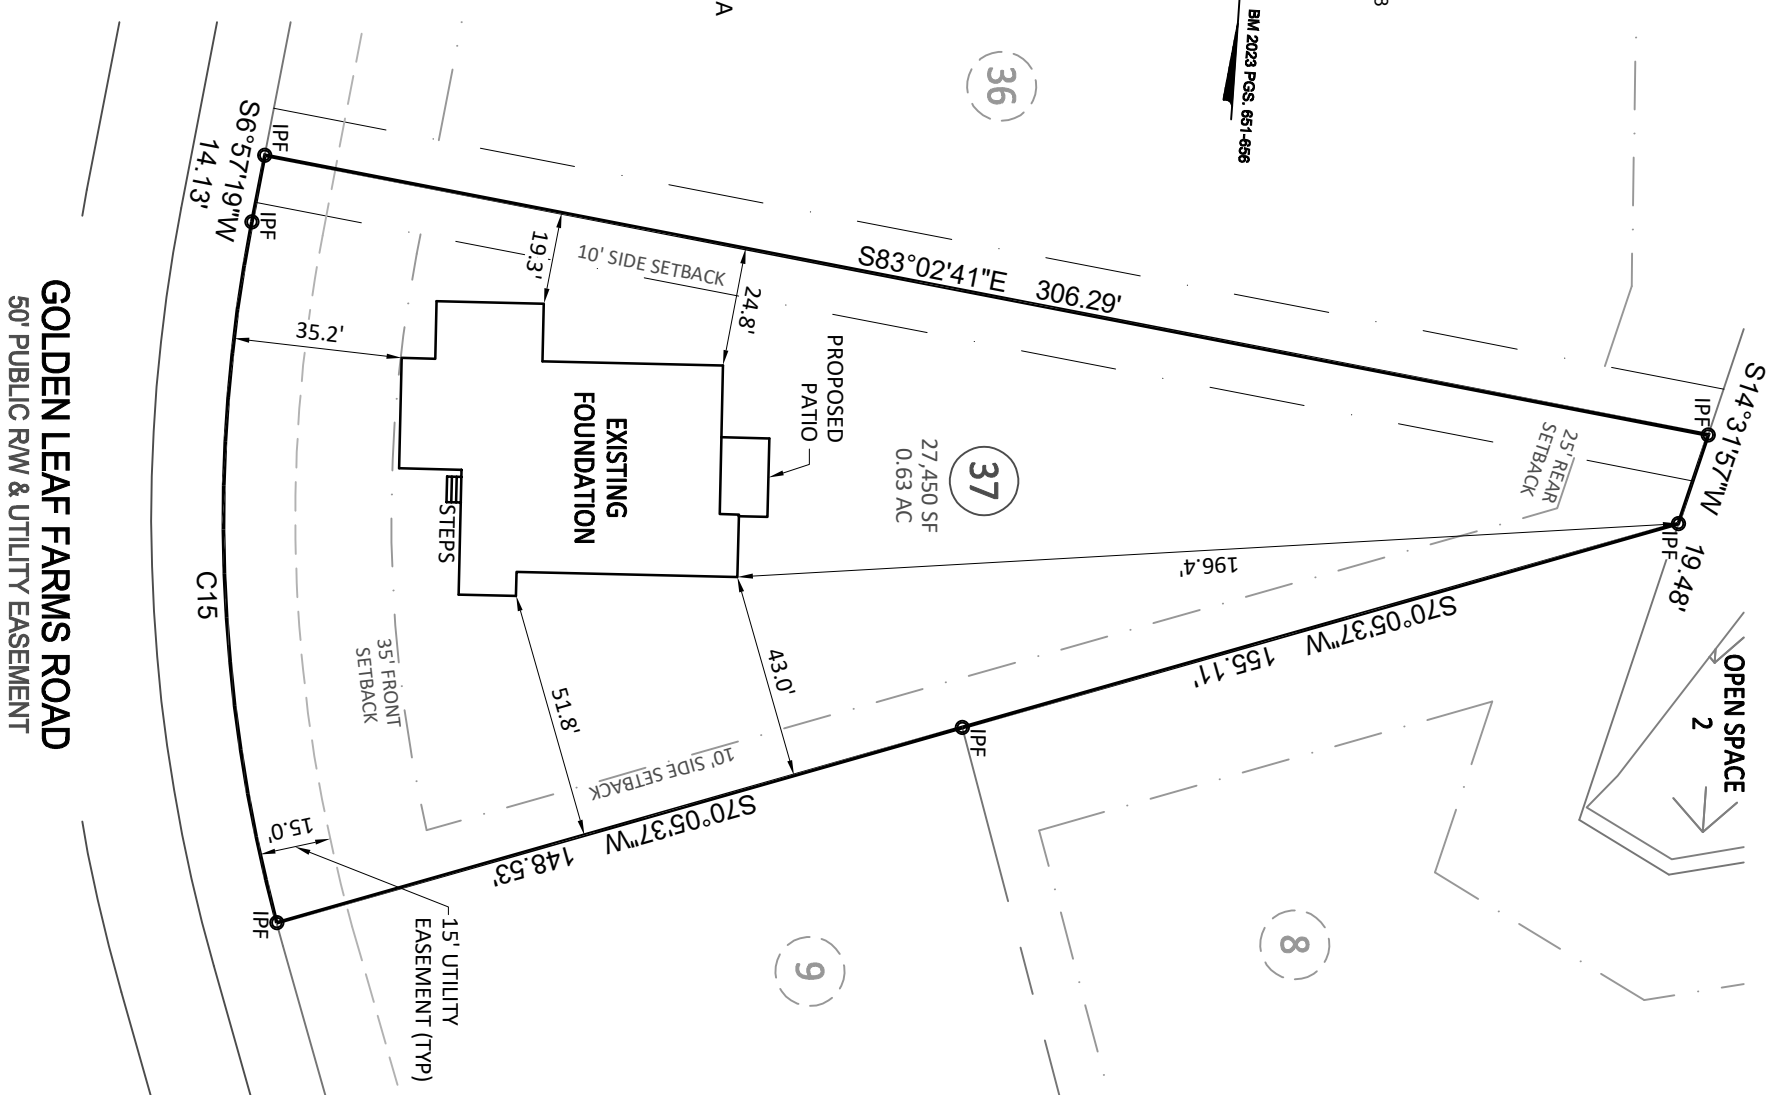 A
B
BM 2023 PGS. 651-656
36
IPF
S6°57'19"W
14.13'
IPF
19.3'
10' SIDE SETBACK
24.8'
S83°02'41"E 306.29'
S14°31'57"W
19.48'
IPF
IPF
25' REAR
SETBACK
35.2'
PROPOSED
PATIO
EXISTING
FOUNDATION
37
27,450 SF
0.63 AC
STEPS
196.4'
S70°05'37"W 155.11'
OPEN SPACE
2
43.0'
51.8'
35' FRONT
SETBACK
10' SIDE SETBACK
IPF
S70°05'37"W 148.53'
15.0'
IPF
15' UTILITY
EASEMENT (TYP)
C15
9
8
GOLDEN LEAF FARMS ROAD
50' PUBLIC R/W & UTILITY EASEMENT